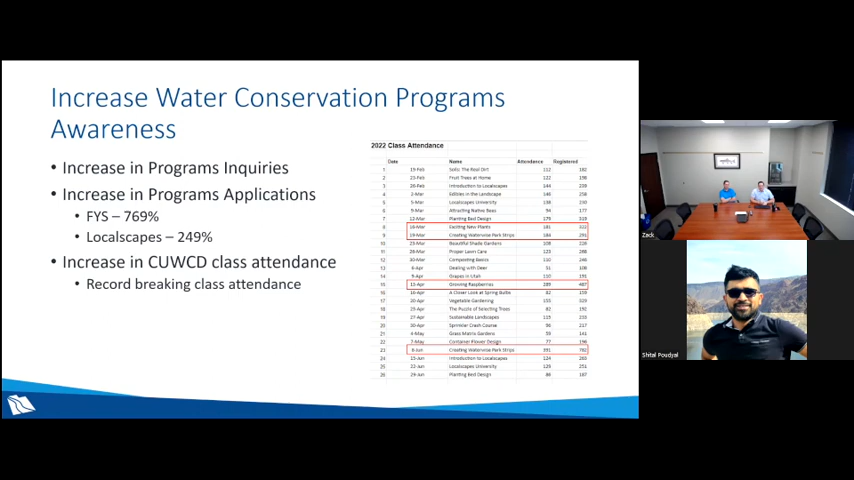 Increase Water Conservation Programs
Awareness
• Increase in Programs Inquiries
• Increase in Programs Applications
• FYS – 769%
• Localscapes – 249%
• Increase in CUWCD class attendance
• Record breaking class attendance
2022 Class Attendance
Date Name Attendance Registered
1 19-Feb Soils: The Real Dirt 112 182
2 23-Feb Fruit Trees at Home 122 198
3 26-Feb Introduction to Localscapes 144 259
4 2-Mar Edibles in the Landscape 146 258
5 5-Mar Localscapes University 138 230
6 9-Mar Attracting Native Bees 94 177
7 12-Mar Planting Bed Design 179 319
8 16-Mar Exciting New Plants 181 322
9 19-Mar Creating Waterwise Park Strips 184 291
10 23-Mar Beautiful Shade Gardens 108 228
11 26-Mar Proper Lawn Care 123 248
12 30-Mar Composting Basics 110 246
13 6-Apr Dealing with Deer 51 108
14 9-Apr Grapes in Utah 110 191
15 13-Apr Growing Raspberries 289 467
16 16-Apr A Closer Look at Spring Bulbs 82 159
17 20-Apr Vegetable Gardening 155 329
18 23-Apr The Puzzle of Selecting Trees 82 192
19 27-Apr Sustainable Landscapes 115 233
20 30-Apr Sprinkler Crash Course 98 217
21 4-May Grass Matrix Gardens 59 141
22 7-May Container Flower Design 77 196
23 8-Jun Creating Waterwise Park Strips 391 782
24 15-Jun Introduction to Localscapes 124 263
25 22-Jun Localscapes University 129 251
26 29-Jun Planting Bed Design 86 187
Zack
Shital Poudyal